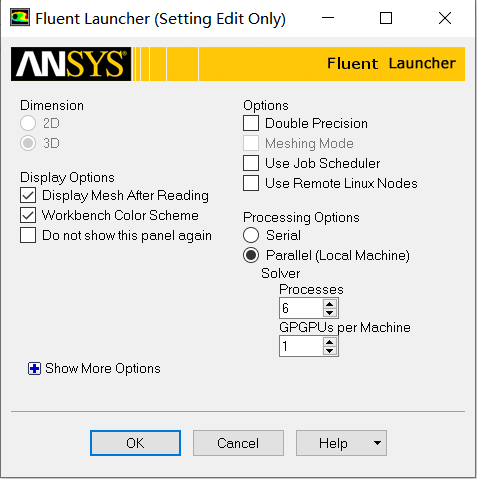 Fluent Launcher (Setting Edit Only)
ANSYS
Fluent Launcher
Dimension
2D
3D
Display Options
Display Mesh After Reading
Workbench Color Scheme
Do not show this panel again
Options
Double Precision
Meshing Mode
Use Job Scheduler
Use Remote Linux Nodes
Processing Options
Serial
Parallel (Local Machine)
Solver
Processes
6
GPGPUs per Machine
1
Show More Options
OK
Cancel
Help